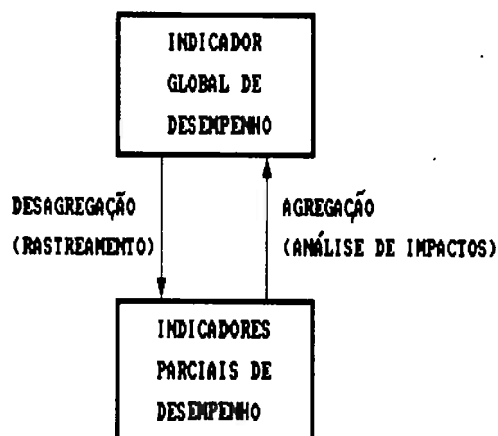 INDICADOR
GLOBAL DE
DESEMPENHO
DESAGREGAÇÃO
(RASTREAMENTO)
AGREGAÇÃO
(ANÁLISE DE IMPACTOS)
INDICADORES
PARCIAIS DE
DESEMPENHO